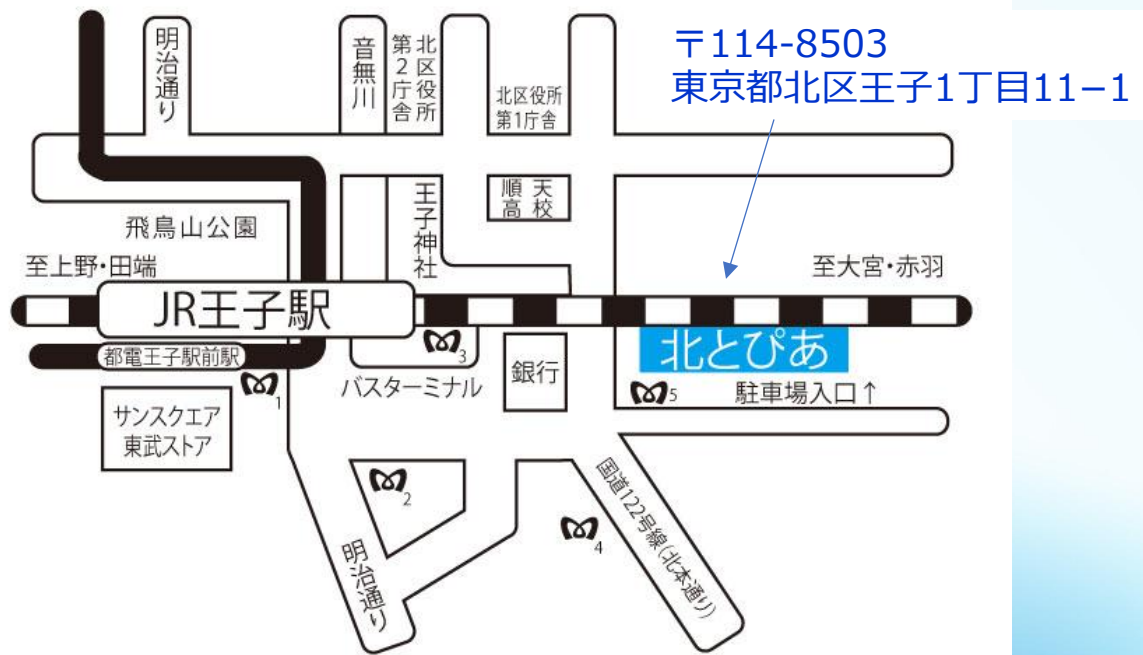 〒114-8503
東京都北区王子1丁目11−1
明治通り
音無川
北区役所
第2庁舎
北区役所
第1庁舎
順天
高校
王子神社
飛鳥山公園
至上野・田端
至大宮・赤羽
JR王子駅
北とぴあ
都電王子駅前駅
3
銀行
1
バスターミナル
5
駐車場入口↑
サンスクエア
東武ストア
2
4
国道122号線(北本通り)
明治通り